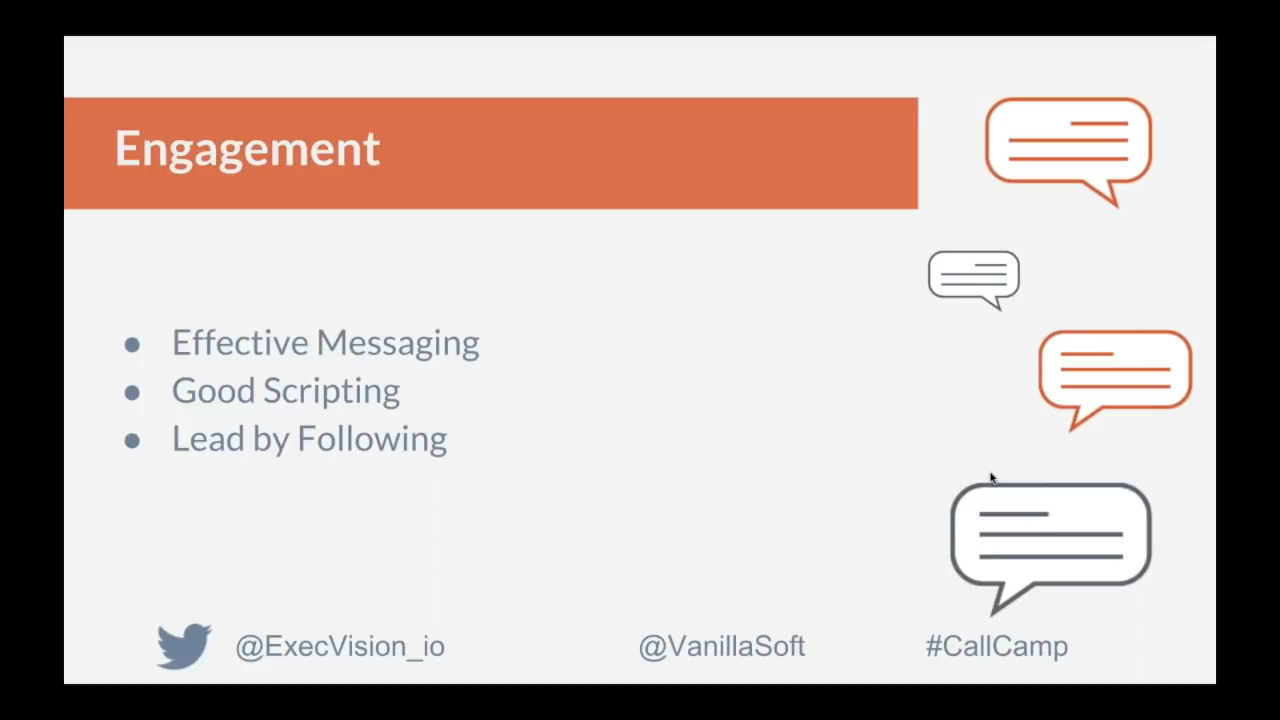 Engagement
● Effective Messaging
● Good Scripting
● Lead by Following
@ExecVision_io @VanillaSoft #CallCamp